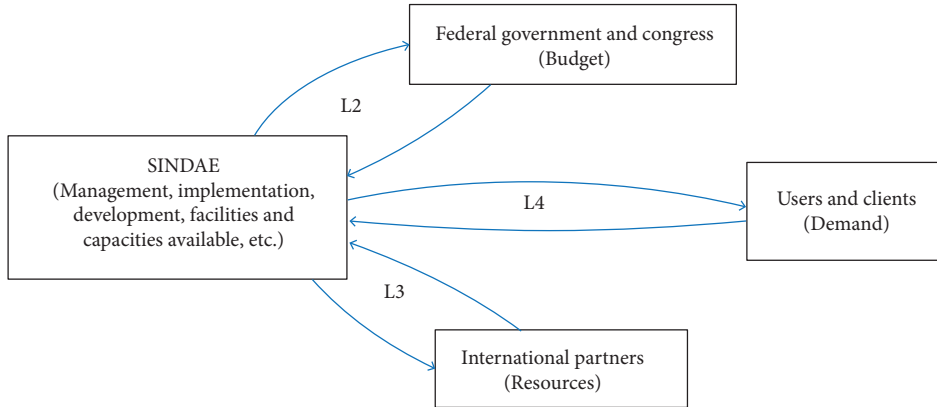 Federal government and congress
(Budget)
L2
SINDAE
(Management, implementation,
development, facilities and
capacities available, etc.)
L4
Users and clients
(Demand)
L3
International partners
(Resources)